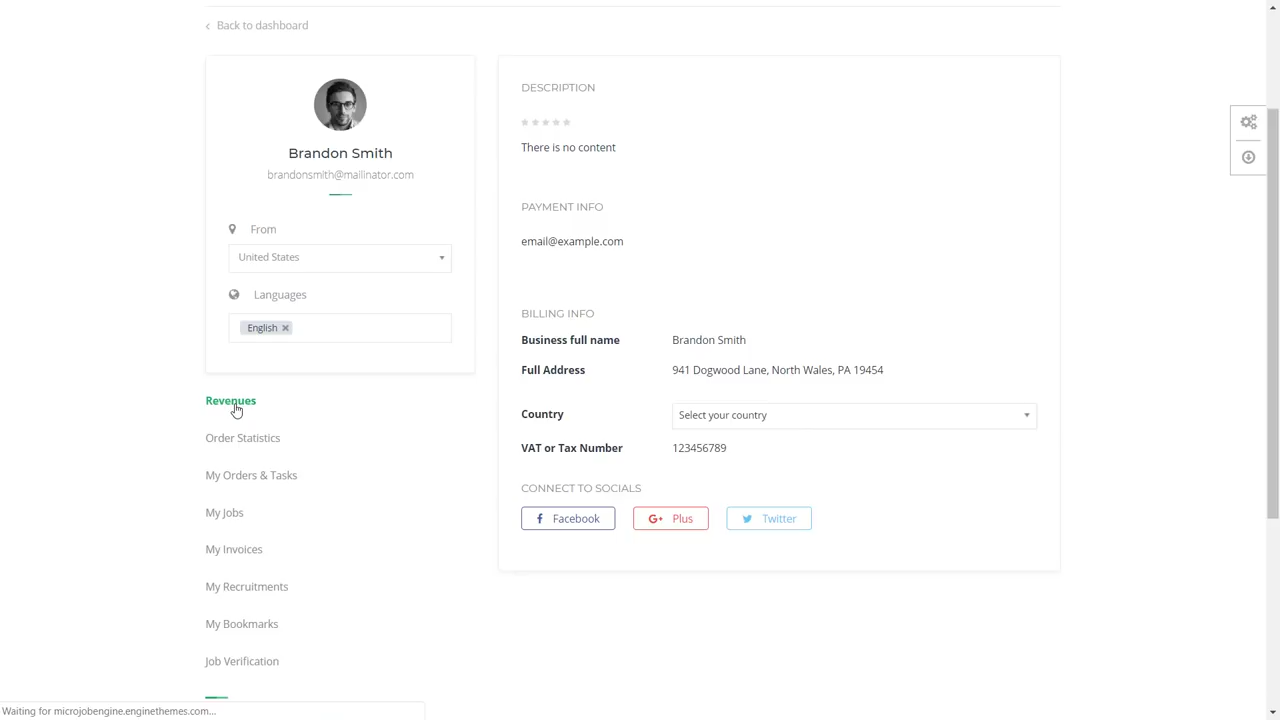 Back to dashboard
Brandon Smith
brandonsmith@mailinator.com
From
United States
Languages
English
Revenues
Order Statistics
My Orders & Tasks
My Jobs
My Invoices
My Recruitments
My Bookmarks
Job Verification
DESCRIPTION
There is no content
PAYMENT INFO
email@example.com
BILLING INFO
Business full name Brandon Smith
Full Address 941 Dogwood Lane, North Wales, PA 19454
Country Select your country
VAT or Tax Number 123456789
CONNECT TO SOCIALS
Facebook G+ Plus Twitter
Waiting for microjobengine.enginethemes.com...